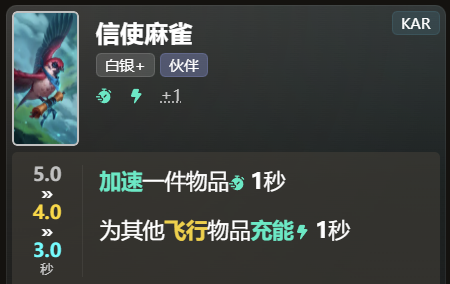 信使麻雀
KAR
白银+
伙伴
±1
5.0
»
4.0
»
3.0
秒
加速一件物品 1秒
为其他飞行物品充能 1秒